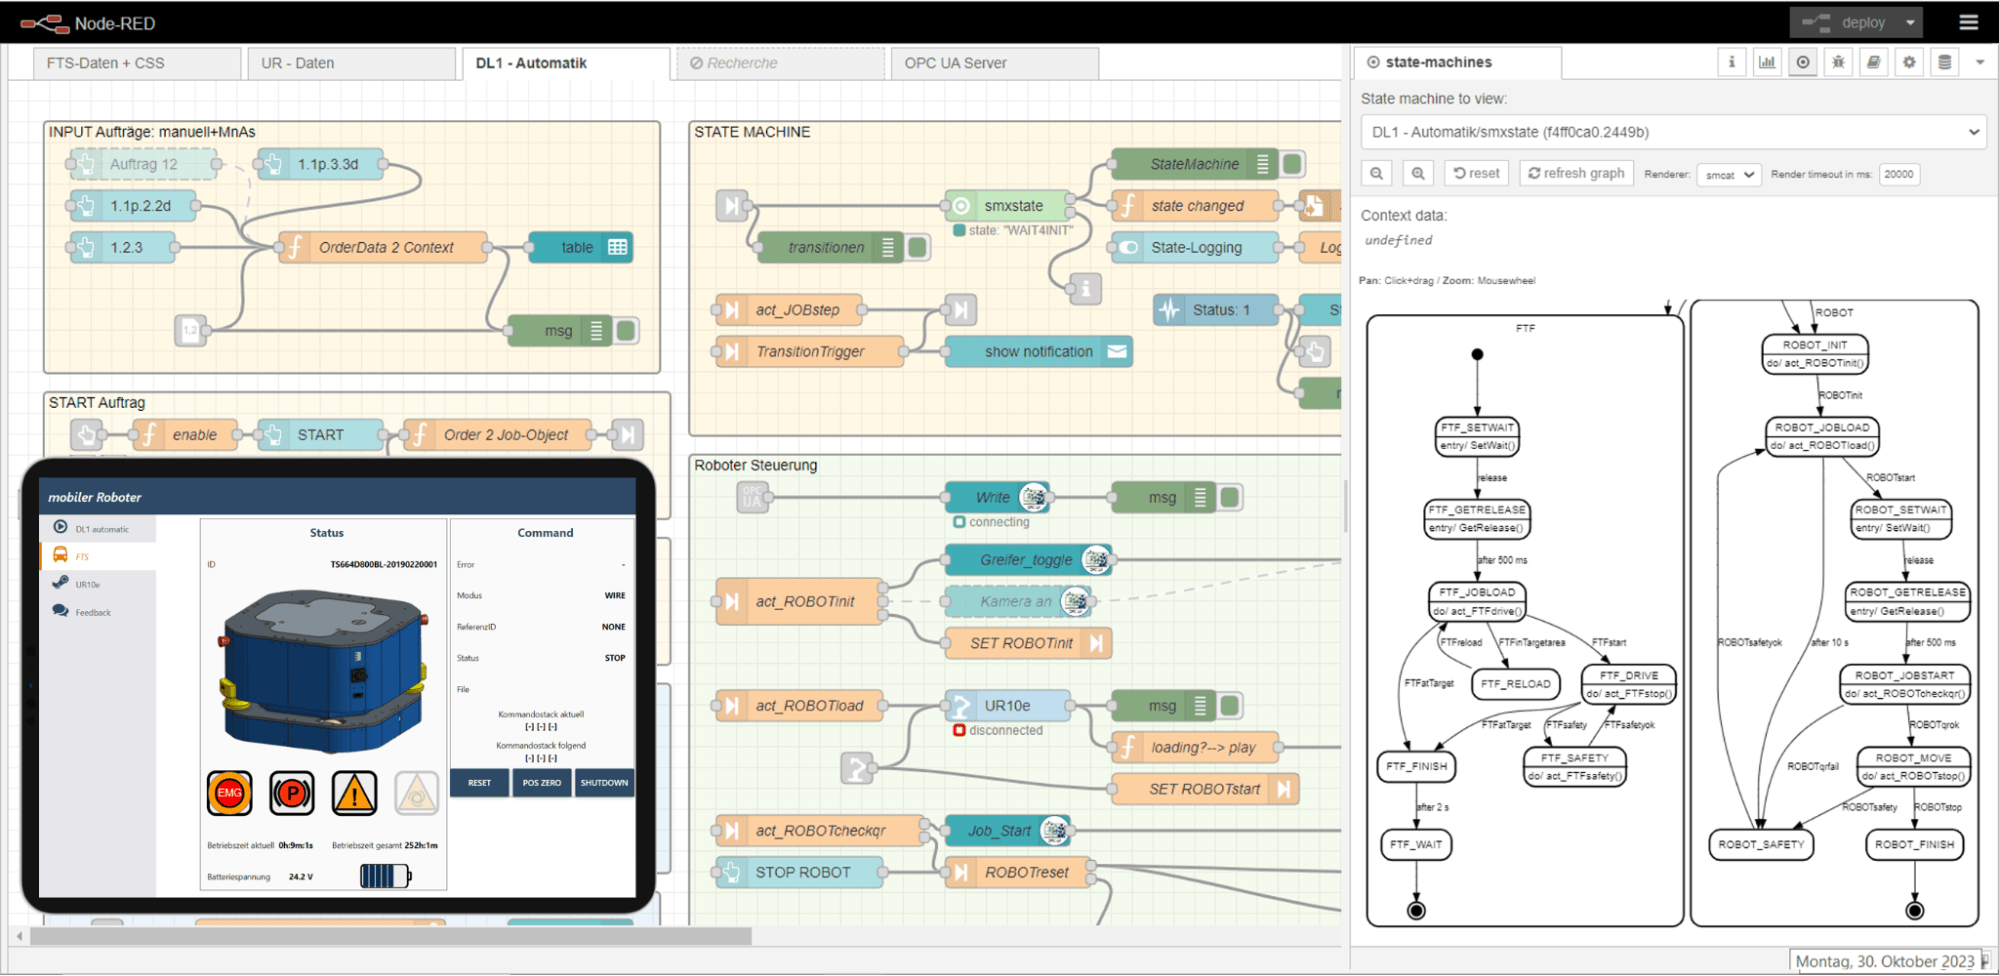 Node-RED
deploy
FTS-Daten + CSS
UR - Daten
DL1 - Automatik
Recherche
OPC UA Server
INPUT Aufträge: manuell+MnAs
Auftrag 12
1.1p.3.3d
1.1p.2.2d
1.2.3
OrderData 2 Context
table
1,2
msg
START Auftrag
enable
START
Order 2 Job-Object
STATE MACHINE
StateMachine
smxstate
state changed
state: "WAIT4INIT"
transitionen
State-Logging
act_JOBstep
Status: 1
TransitionTrigger
show notification
Roboter Steuerung
OPC
UA
Write
msg
connecting
Greifer_toggle
act_ROBOTinit
Kamera an
SET ROBOTinit
act_ROBOTload
UR10e
msg
disconnected
loading?--> play
SET ROBOTstart
act_ROBOTcheckqr
Job_Start
STOP ROBOT
ROBOTreset
mobiler Roboter
DL1 automatic
FTS
UR10e
Feedback
Status
ID
TS664D800BL-20190220001
EMG
P
Betriebszeit aktuell 0h:9m:1s
Betriebszeit gesamt 252h:1m
Batteriespannung 24.2 V
Command
Error -
Modus WIRE
ReferenzID NONE
Status STOP
File
Kommandostack aktuell
[-] [-] [-]
Kommandostack folgend
[-] [-] [-]
RESET
POS ZERO
SHUTDOWN
state-machines
State machine to view:
DL1 - Automatik/smxstate (f4ff0ca0.2449b)
reset
refresh graph
Renderer:
smcat
Render timeout in ms:
20000
Context data:
undefined
Pan: Click+drag / Zoom: Mousewheel
FTF
FTF_SETWAIT
entry/ SetWait()
release
FTF_GETRELEASE
entry/ GetRelease()
after 500 ms
FTF_JOBLOAD
do/ act_FTFdrive()
FTFreload
FTFinTargetarea
FTFstart
FTFatTarget
FTF_RELOAD
FTF_DRIVE
do/ act_FTFstop()
FTFatTarget
FTFsafety
FTFsafetyok
FTF_FINISH
FTF_SAFETY
do/ act_FTFsafety()
after 2 s
FTF_WAIT
ROBOT
ROBOT_INIT
do/ act_ROBOTinit()
ROBOTinit
ROBOT_JOBLOAD
do/ act_ROBOTload()
ROBOTstart
ROBOT_SETWAIT
entry/ SetWait()
release
ROBOT_GETRELEASE
entry/ GetRelease()
ROBOTsafetyok
after 10 s
after 500 ms
ROBOT_JOBSTART
do/ act_ROBOTcheckqr()
ROBOTqrok
ROBOTqrfail
ROBOT_MOVE
do/ act_ROBOTstop()
ROBOTsafety
ROBOTstop
ROBOT_SAFETY
ROBOT_FINISH
Montag, 30. Oktober 2023